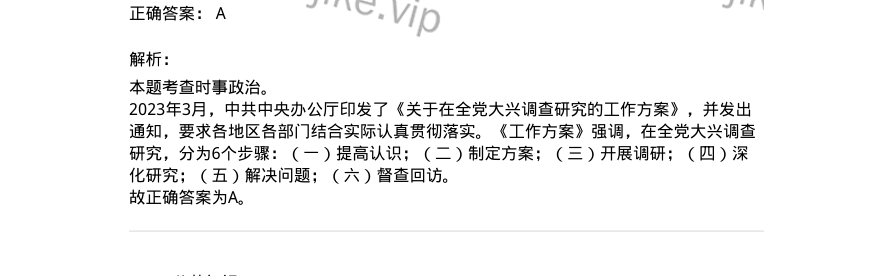 jike.vip
正确答案： A
解析：
本题考查时事政治。
2023年3月，中共中央办公厅印发了《关于在全党大兴调查研究的工作方案》，并发出
通知，要求各地区各部门结合实际认真贯彻落实。《工作方案》强调，在全党大兴调查
研究，分为6个步骤：（一）提高认识；（二）制定方案；（三）开展调研；（四）深
化研究；（五）解决问题；（六）督查回访。
故正确答案为A。